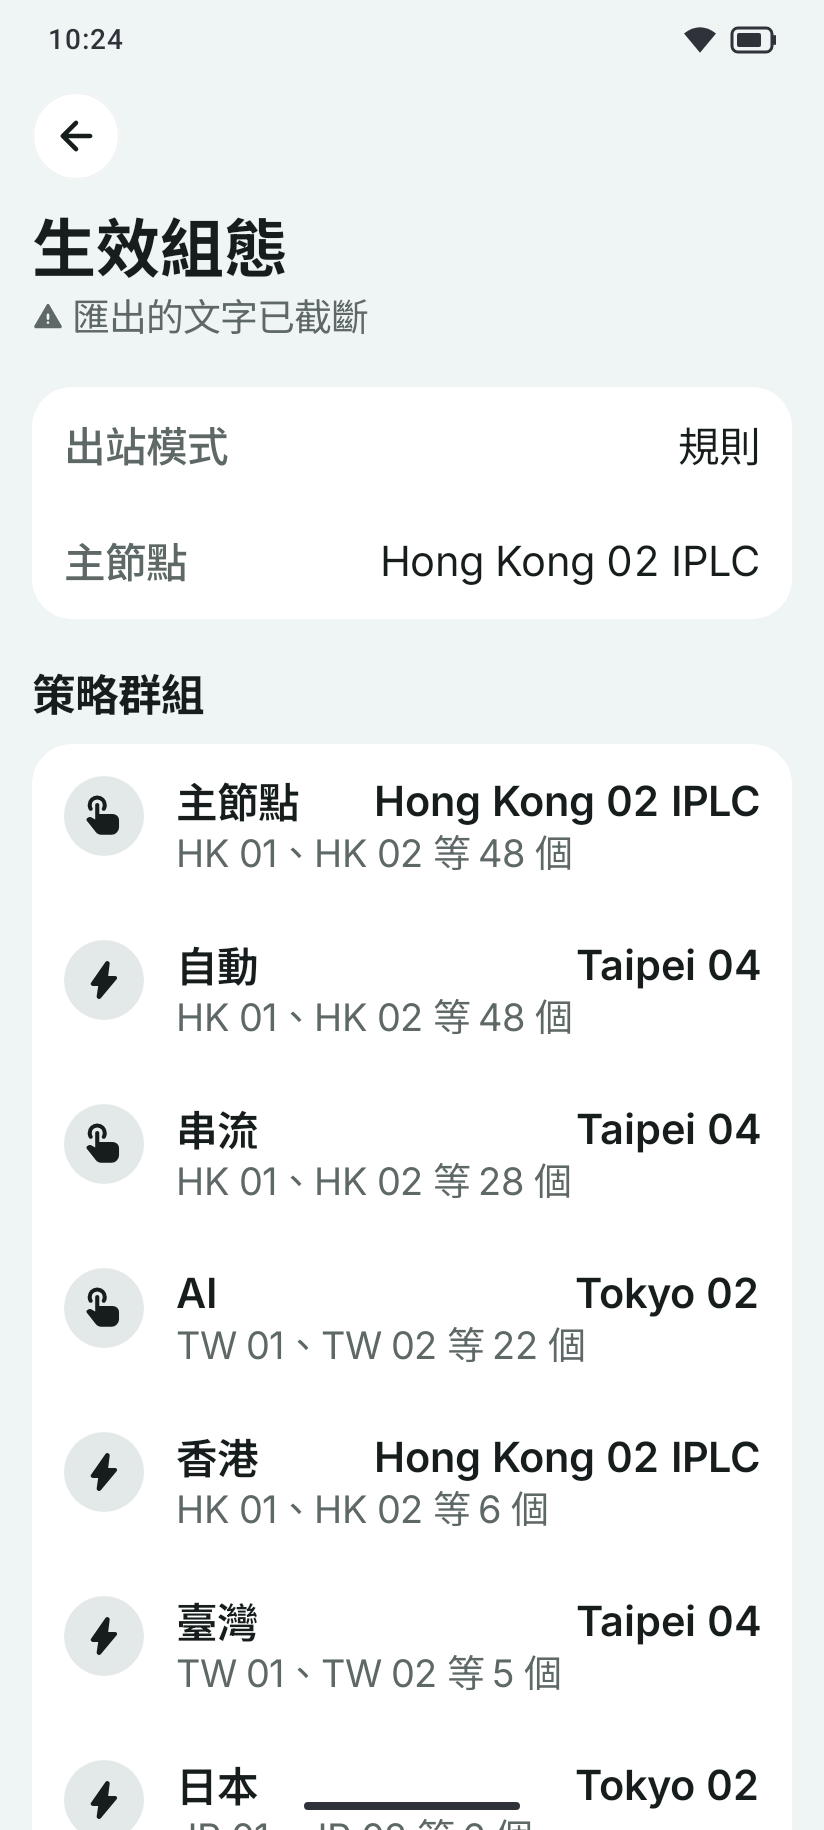 10:24
生效組態
匯出的文字已截斷
出站模式 規則
主節點 Hong Kong 02 IPLC
策略群組
主節點 Hong Kong 02 IPLC
HK 01、HK 02 等 48 個
自動 Taipei 04
HK 01、HK 02 等 48 個
串流 Taipei 04
HK 01、HK 02 等 28 個
AI Tokyo 02
TW 01、TW 02 等 22 個
香港 Hong Kong 02 IPLC
HK 01、HK 02 等 6 個
臺灣 Taipei 04
TW 01、TW 02 等 5 個
日本 Tokyo 02